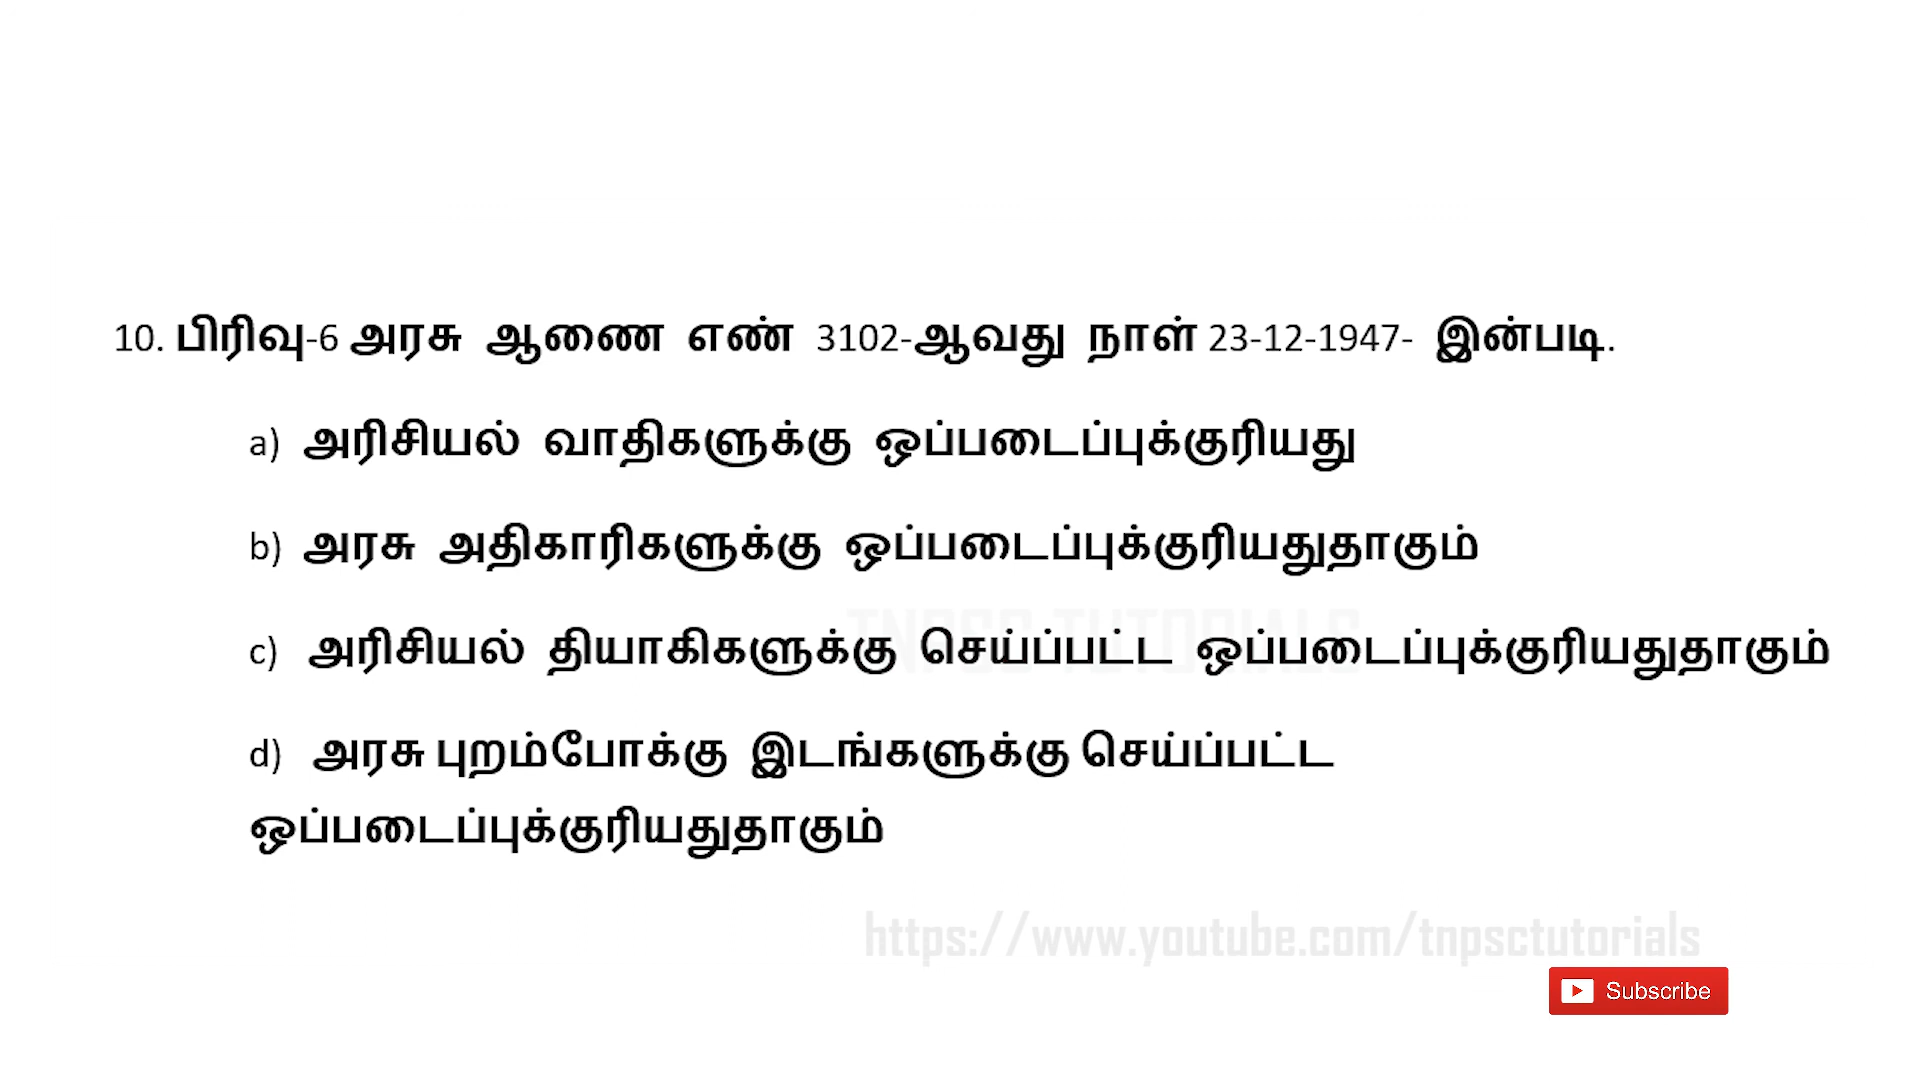 10. பிரிவு-6 அரசு ஆணை எண் 3102-ஆவது நாள் 23-12-1947- இன்படி.
a) அரிசியல் வாதிகளுக்கு ஒப்படைப்புக்குரியது
b) அரசு அதிகாரிகளுக்கு ஒப்படைப்புக்குரியதுதாகும்
TNPSC TUTORIALS
c) அரிசியல் தியாகிகளுக்கு செய்ப்பட்ட ஒப்படைப்புக்குரியதுதாகும்
d) அரசு புறம்போக்கு இடங்களுக்கு செய்ப்பட்ட
ஒப்படைப்புக்குரியதுதாகும்
https://www.youtube.com/tnpsctutorials
Subscribe